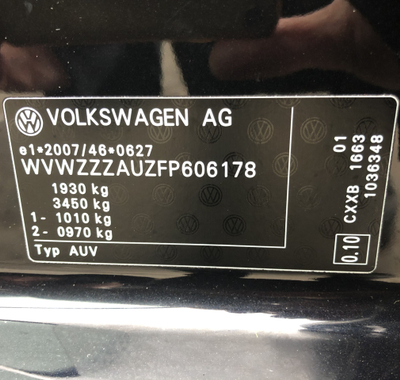 VOLKSWAGEN AG
e1*2007/46*0627
WVWZZZAUZFP606178
1930 kg
3450 kg
1- 1010 kg
2- 0970 kg
Typ AUV
01
CXXB 1663
1036348
0.10